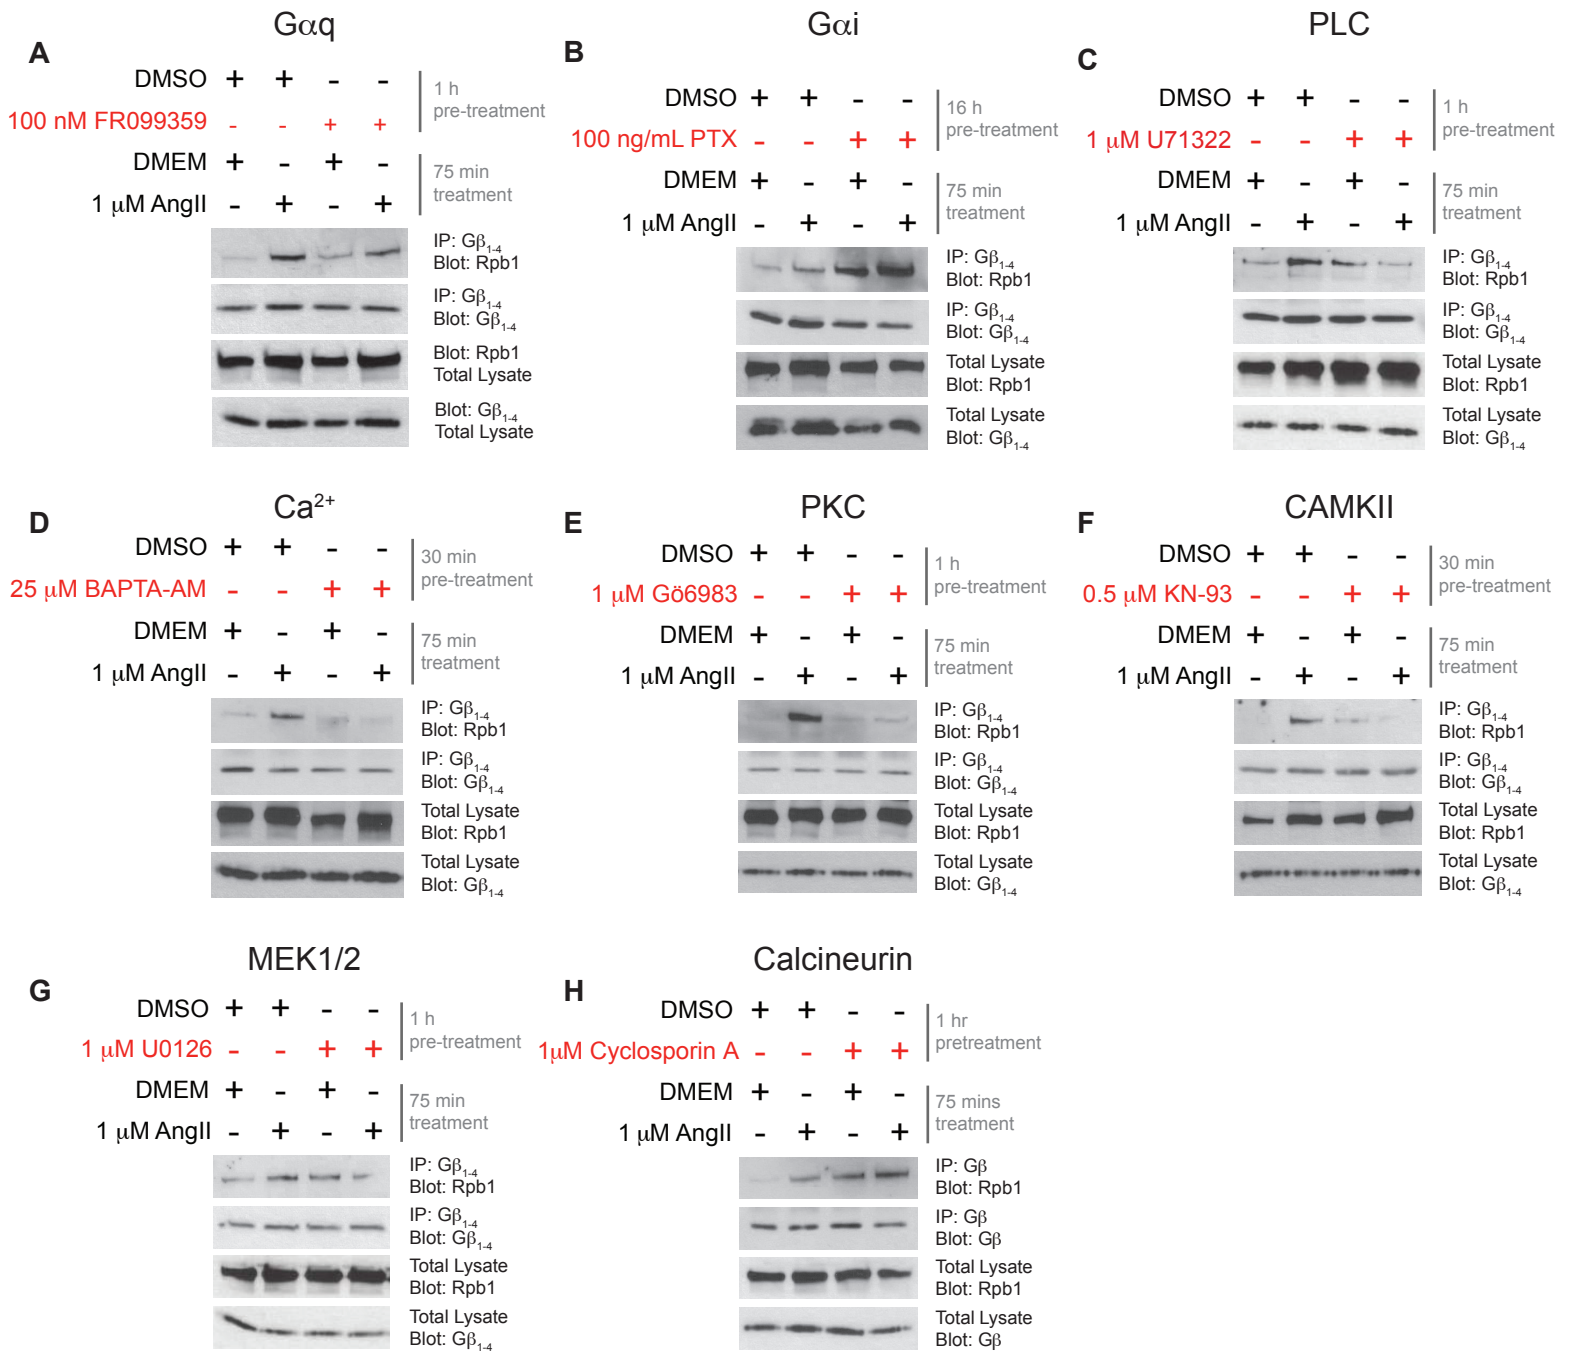 Gαq
A
DMSO + + - -
100 nM FR099359 - - + +
1 h
pre-treatment
DMEM + - + -
1 μM AngII - + - +
75 min
treatment
IP: Gβ1-4
Blot: Rpb1
IP: Gβ1-4
Blot: Gβ1-4
Blot: Rpb1
Total Lysate
Blot: Gβ1-4
Total Lysate
Gαi
B
DMSO + + - -
100 ng/mL PTX - - + +
16 h
pre-treatment
DMEM + - + -
1 μM AngII - + - +
75 min
treatment
IP: Gβ1-4
Blot: Rpb1
IP: Gβ1-4
Blot: Gβ1-4
Total Lysate
Blot: Rpb1
Total Lysate
Blot: Gβ1-4
PLC
C
DMSO + + - -
1 μM U71322 - - + +
1 h
pre-treatment
DMEM + - + -
1 μM AngII - + - +
75 min
treatment
IP: Gβ1-4
Blot: Rpb1
IP: Gβ1-4
Blot: Gβ1-4
Total Lysate
Blot: Rpb1
Total Lysate
Blot: Gβ1-4
Ca2+
D
DMSO + + - -
25 μM BAPTA-AM - - + +
30 min
pre-treatment
DMEM + - + -
1 μM AngII - + - +
75 min
treatment
IP: Gβ1-4
Blot: Rpb1
IP: Gβ1-4
Blot: Gβ1-4
Total Lysate
Blot: Rpb1
Total Lysate
Blot: Gβ1-4
PKC
E
DMSO + + - -
1 μM Gö6983 - - + +
1 h
pre-treatment
DMEM + - + -
1 μM AngII - + - +
75 min
treatment
IP: Gβ1-4
Blot: Rpb1
IP: Gβ1-4
Blot: Gβ1-4
Total Lysate
Blot: Rpb1
Total Lysate
Blot: Gβ1-4
CAMKII
F
DMSO + + - -
0.5 μM KN-93 - - + +
30 min
pre-treatment
DMEM + - + -
1 μM AngII - + - +
75 min
treatment
IP: Gβ1-4
Blot: Rpb1
IP: Gβ1-4
Blot: Gβ1-4
Total Lysate
Blot: Rpb1
Total Lysate
Blot: Gβ1-4
MEK1/2
G
DMSO + + - -
1 μM U0126 - - + +
1 h
pre-treatment
DMEM + - + -
1 μM AngII - + - +
75 min
treatment
IP: Gβ1-4
Blot: Rpb1
IP: Gβ1-4
Blot: Gβ1-4
Total Lysate
Blot: Rpb1
Total Lysate
Blot: Gβ1-4
Calcineurin
H
DMSO + + - -
1μM Cyclosporin A - - + +
1 hr
pretreatment
DMEM + - + -
1 μM AngII - + - +
75 mins
treatment
IP: Gβ
Blot: Rpb1
IP: Gβ
Blot: Gβ
Total Lysate
Blot: Rpb1
Total Lysate
Blot: Gβ